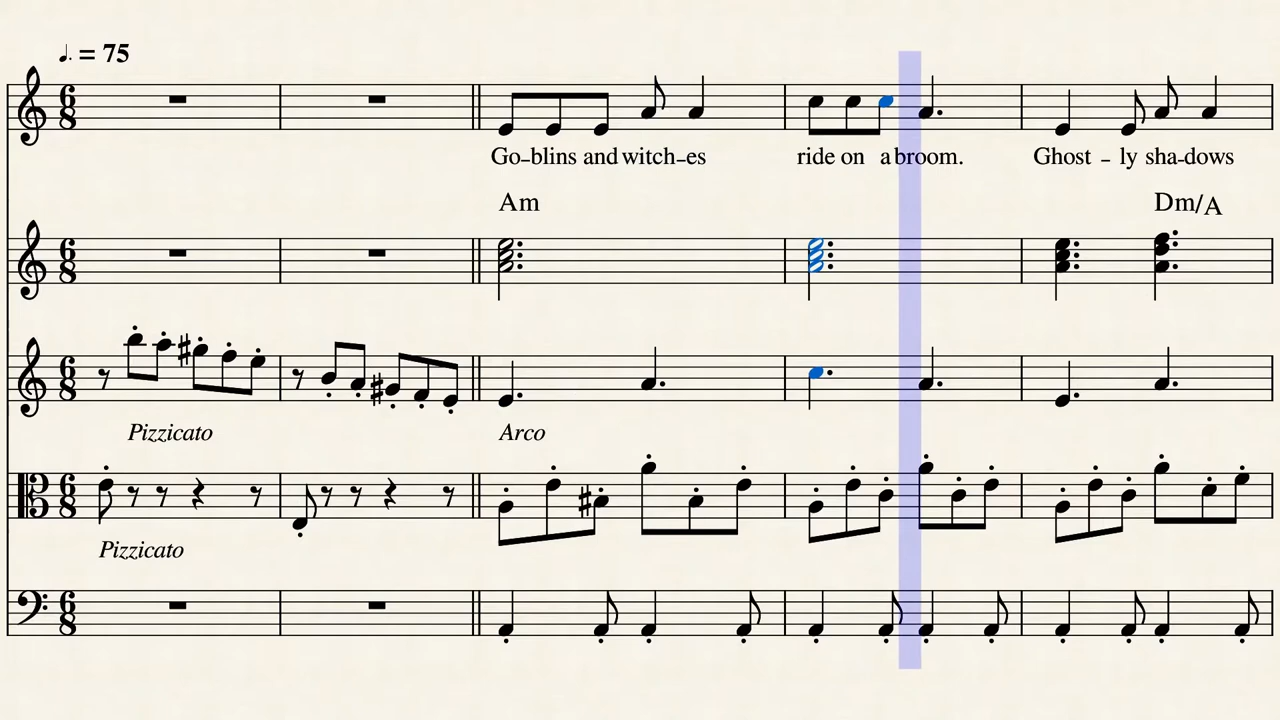 ♩. = 75
Go-blins and witch-es ride on a broom. Ghost - ly sha-dows
Am Dm/A
Pizzicato Arco
Pizzicato